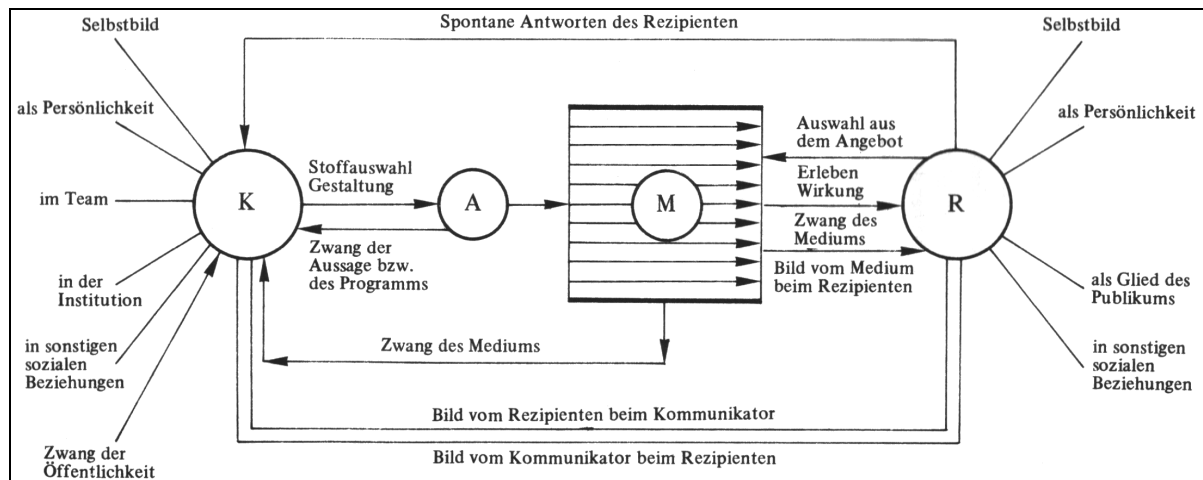 Spontane Antworten des Rezipienten
Selbstbild
als Persönlichkeit
im Team
in der
Institution
in sonstigen
sozialen
Beziehungen
Zwang der
Öffentlichkeit
K
Stoffauswahl
Gestaltung
Zwang der
Aussage bzw.
des Programms
A
M
Zwang des Mediums
Auswahl aus
dem Angebot
Erleben
Wirkung
Zwang des
Mediums
Bild vom Medium
beim Rezipienten
R
Selbstbild
als Persönlichkeit
als Glied des
Publikums
in sonstigen
sozialen
Beziehungen
Bild vom Rezipienten beim Kommunikator
Bild vom Kommunikator beim Rezipienten